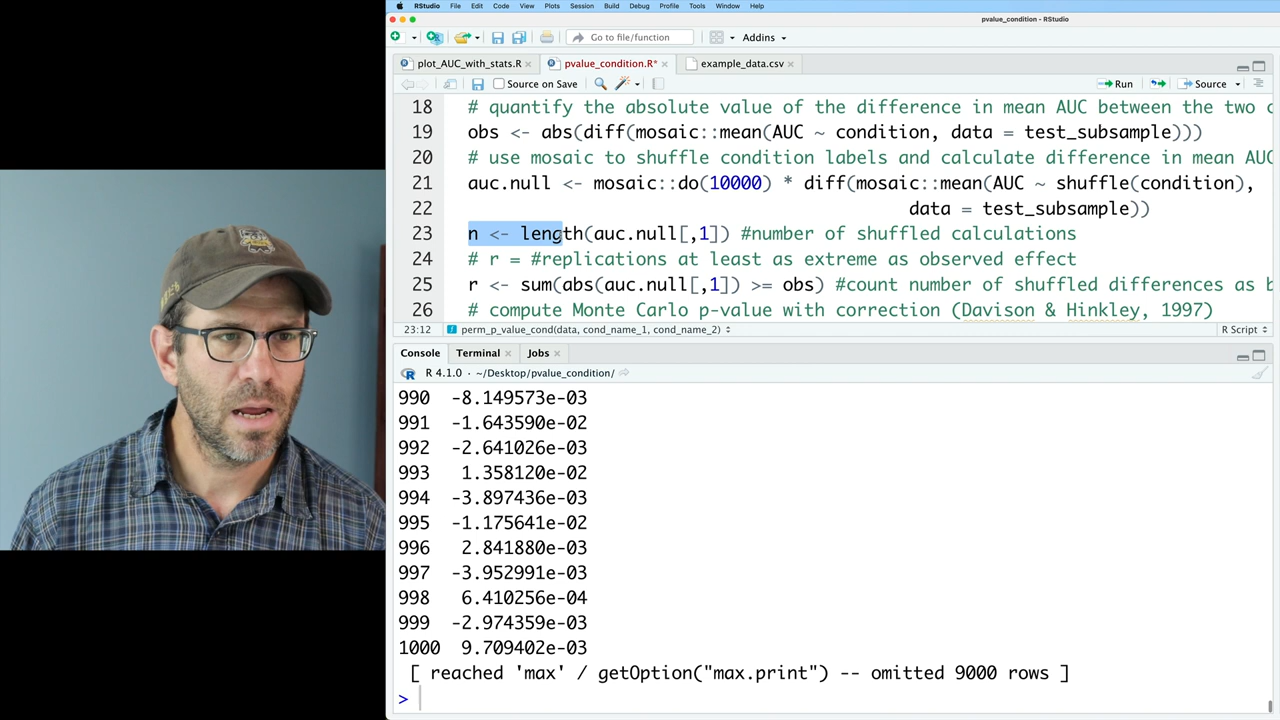 RStudio File Edit Code View Plots Session Build Debug Profile Tools Window Help
pvalue_condition - RStudio
Go to file/function Addins
plot_AUC_with_stats.R pvalue_condition.R* example_data.csv
Source on Save Run Source
18 # quantify the absolute value of the difference in mean AUC between the two c
19 obs <- abs(diff(mosaic::mean(AUC ~ condition, data = test_subsample)))
20 # use mosaic to shuffle condition labels and calculate difference in mean AUC
21 auc.null <- mosaic::do(10000) * diff(mosaic::mean(AUC ~ shuffle(condition),
22 data = test_subsample))
23 n <- length(auc.null[,1]) #number of shuffled calculations
24 # r = #replications at least as extreme as observed effect
25 r <- sum(abs(auc.null[,1]) >= obs) #count number of shuffled differences as b
26 # compute Monte Carlo p-value with correction (Davison & Hinkley, 1997)
23:12 perm_p_value_cond(data, cond_name_1, cond_name_2) R Script
Console Terminal Jobs
R 4.1.0 · ~/Desktop/pvalue_condition/
990 -8.149573e-03
991 -1.643590e-02
992 -2.641026e-03
993 1.358120e-02
994 -3.897436e-03
995 -1.175641e-02
996 2.841880e-03
997 -3.952991e-03
998 6.410256e-04
999 -2.974359e-03
1000 9.709402e-03
[ reached 'max' / getOption("max.print") -- omitted 9000 rows ]
>